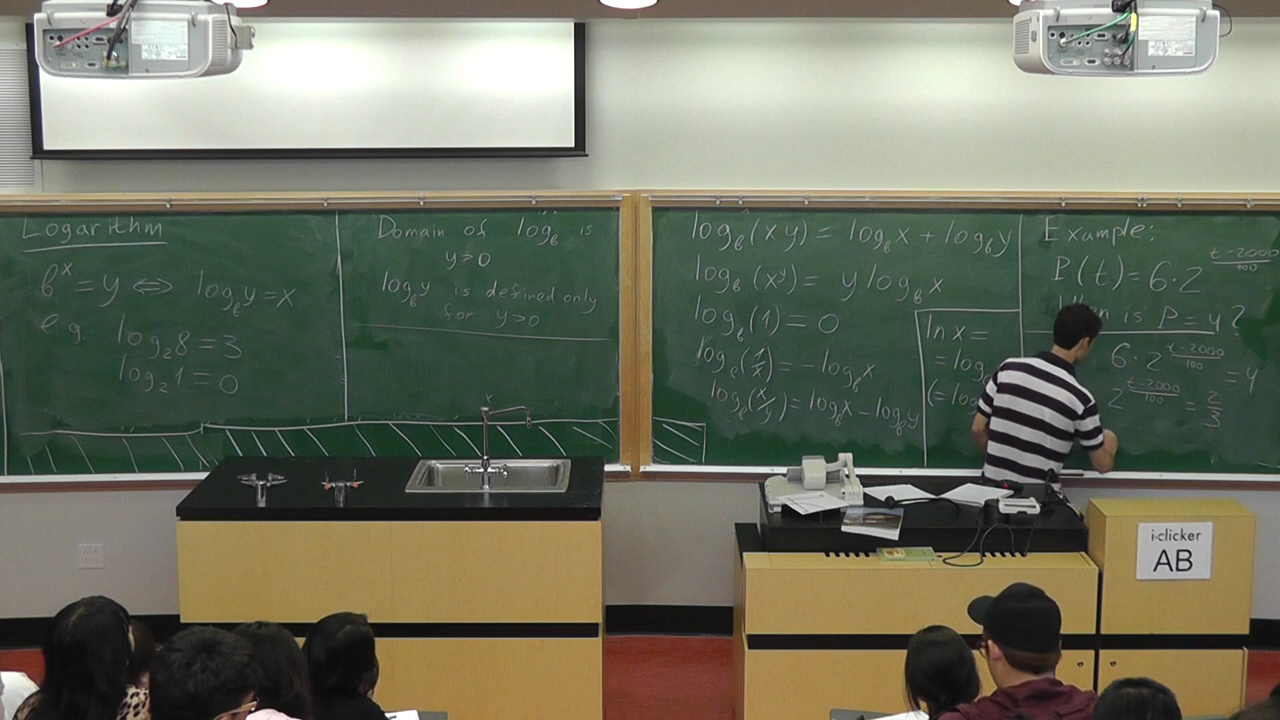 Logarithm
b^x = y ⇔ log_b y = x
e.g. log_2 8 = 3
log_2 1 = 0
Domain of log_b is
y>0
log_b y is defined only
for y>0
log_b(xy) = log_b x + log_b y
log_b(x^y) = y log_b x
log_b(1) = 0
log_b(1/x) = -log_b x
log_b(x/y) = log_b x - log_b y
ln x =
= log
(= log
Example:
P(t) = 6·2^((t-2000)/100)
is P = 4?
6·2^((t-2000)/100) = 4
2^((t-2000)/100) = 2/3
i>clicker
AB